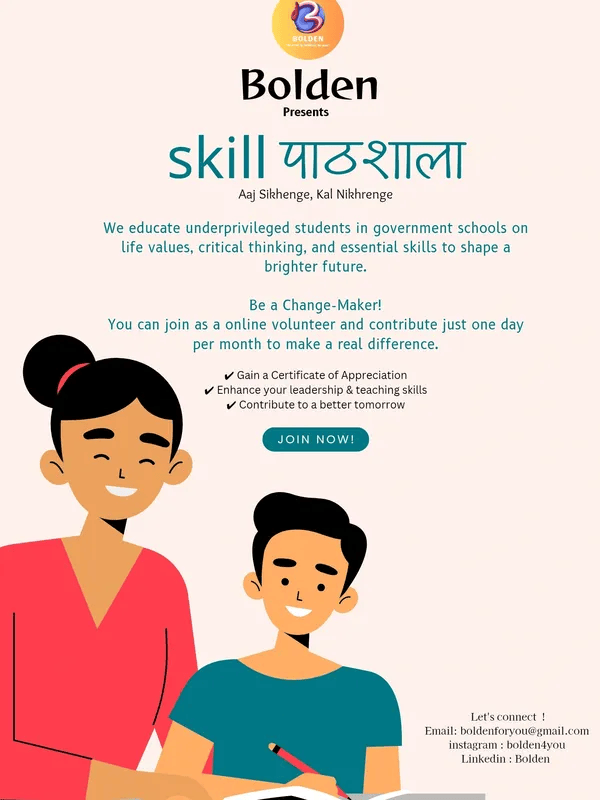 BOLDEN
Bolden
Presents
skill पाठशाला
Aaj Sikhenge, Kal Nikhrenge
We educate underprivileged students in government schools on
life values, critical thinking, and essential skills to shape a
brighter future.
Be a Change-Maker!
You can join as a online volunteer and contribute just one day
per month to make a real difference.
✔ Gain a Certificate of Appreciation
✔ Enhance your leadership & teaching skills
✔ Contribute to a better tomorrow
JOIN NOW!
Let's connect !
Email: boldenforyou@gmail.com
instagram : bolden4you
Linkedin : Bolden